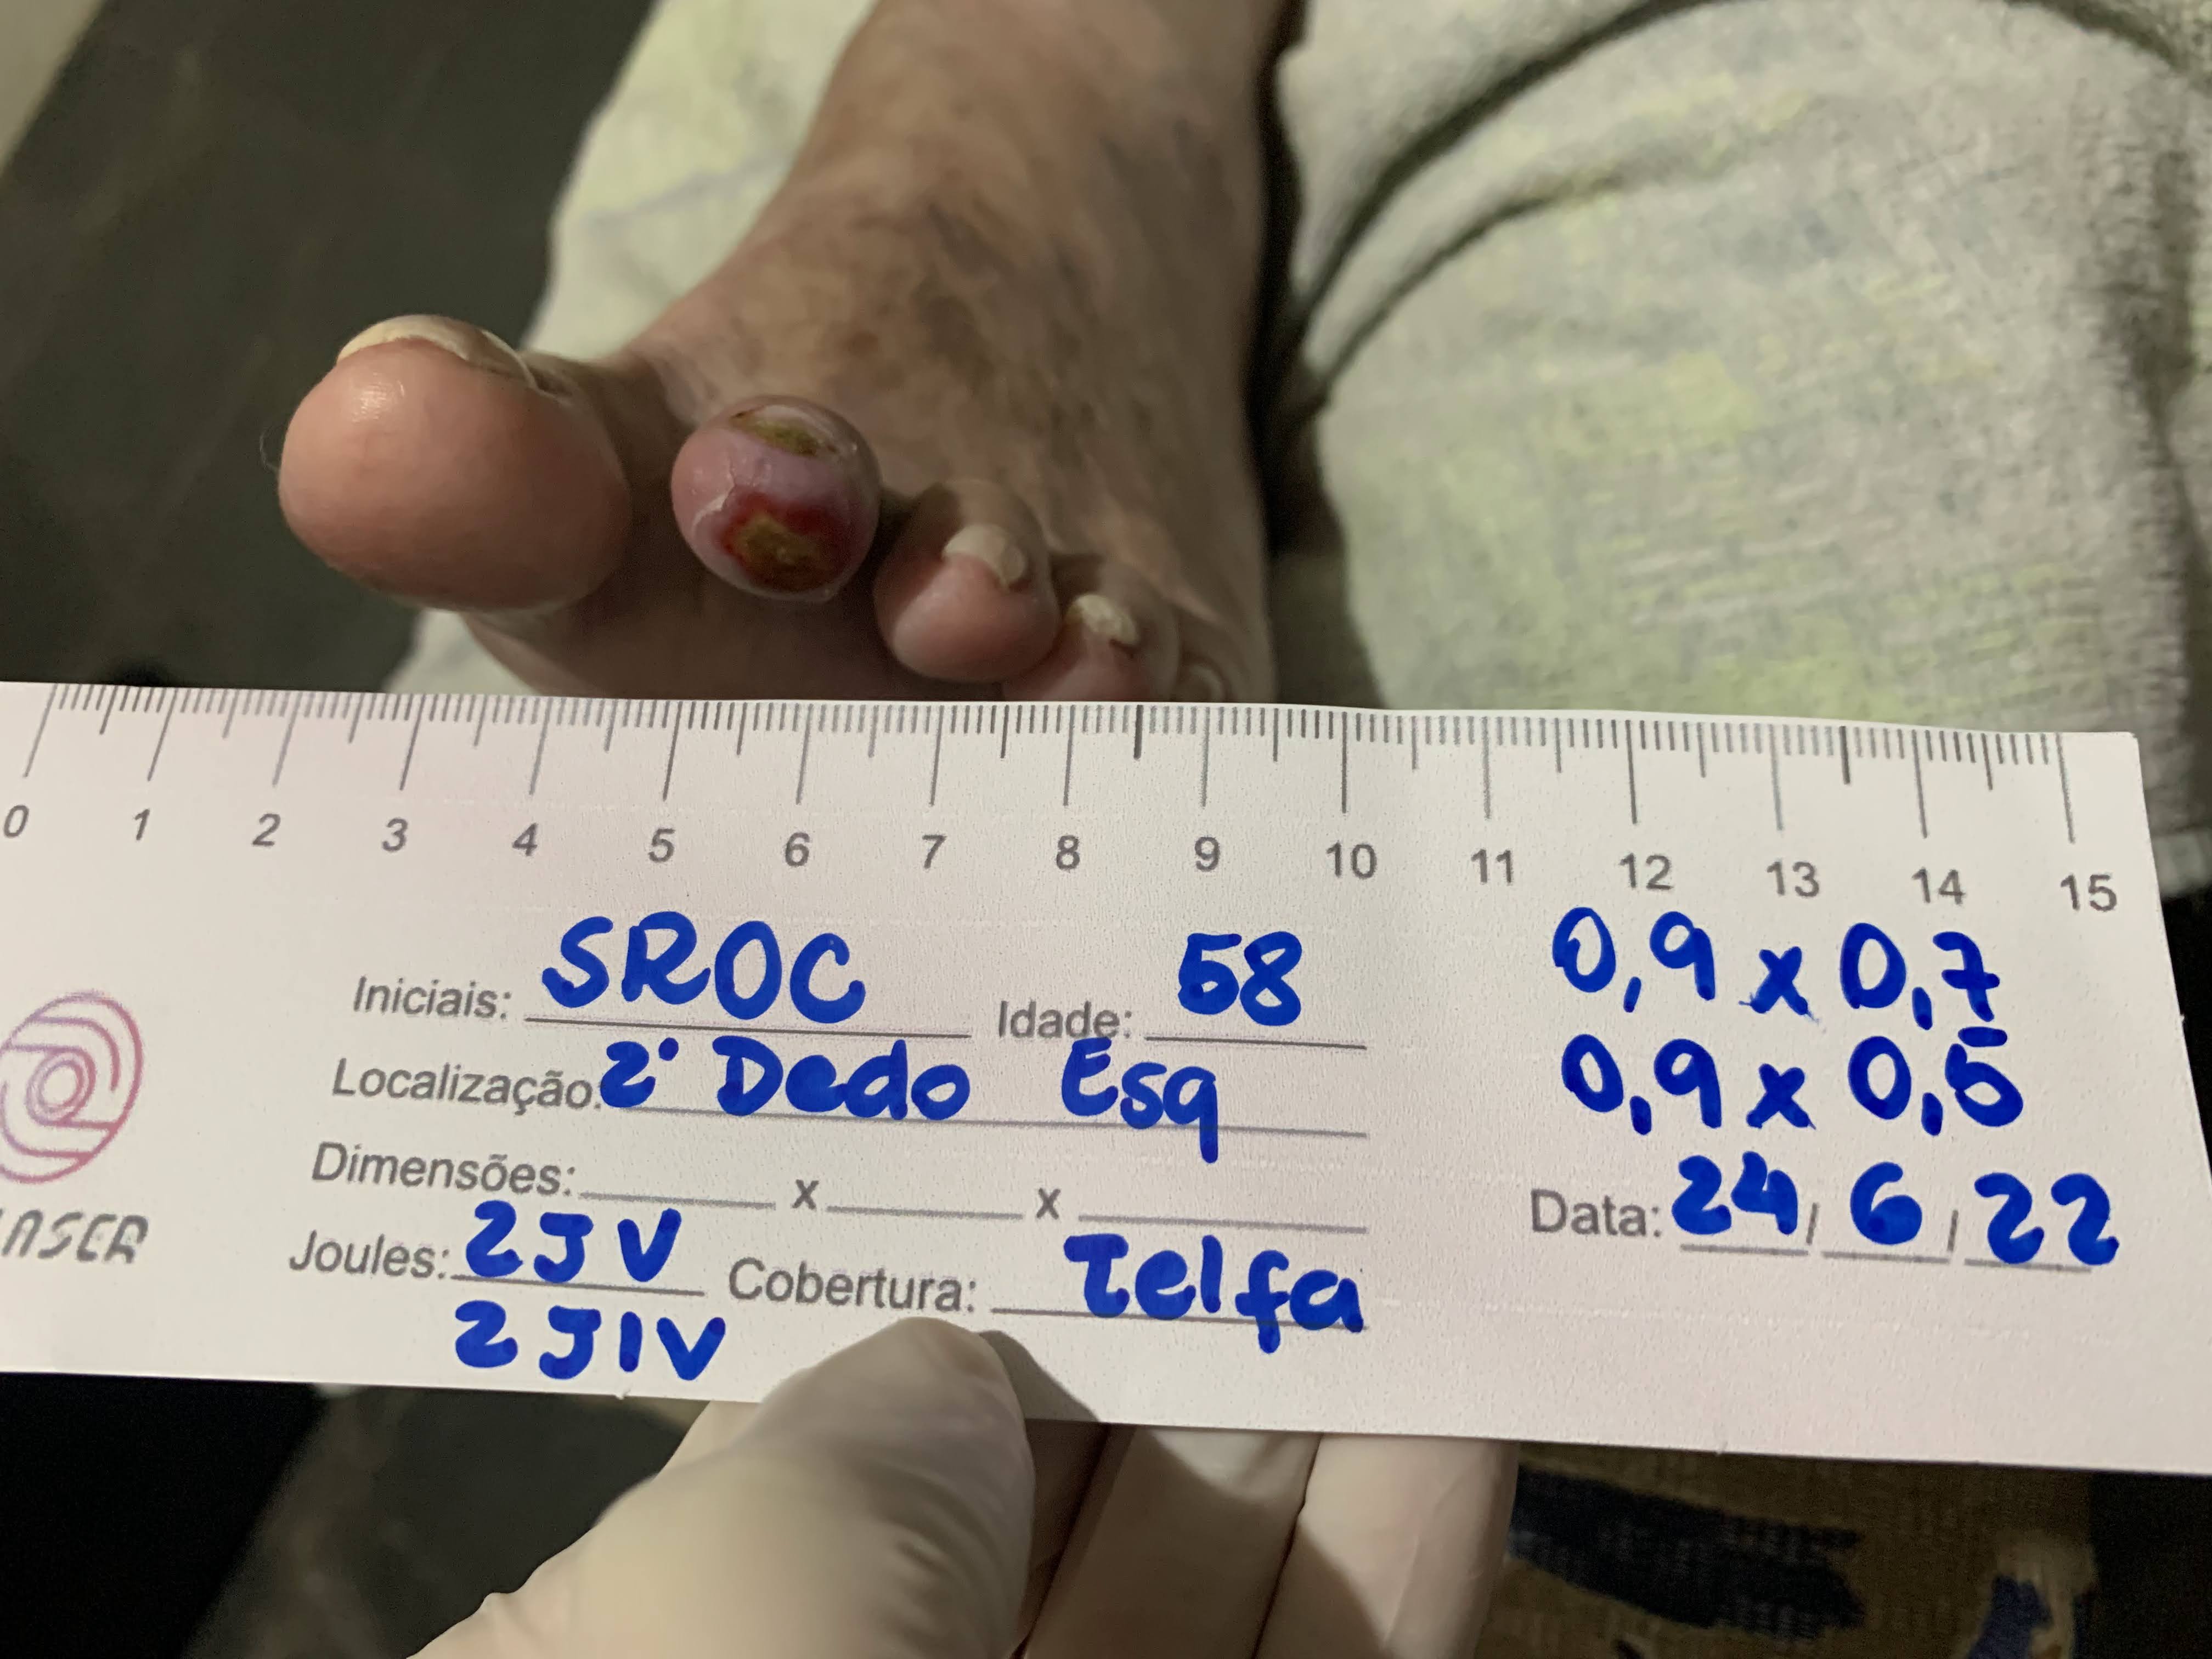 0 1 2 3 4 5 6 7 8 9 10 11 12 13 14 15
0,9 x 0,7
Iniciais: SROC Idade: 58
0,9 x 0,5
Localização: 2° Dedo Esq
Dimensões: x x
Data: 24/6/22
Joules: 2JV Cobertura: Telfa
2JIV
LASER